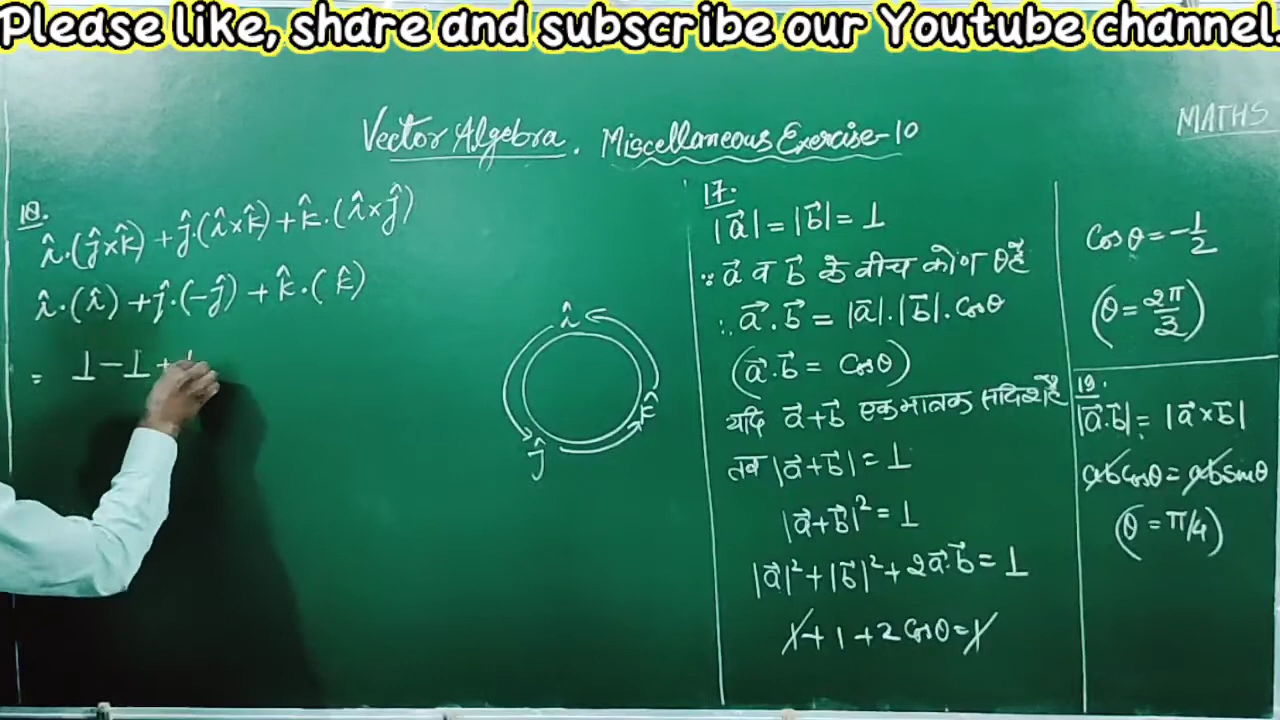 Please like, share and subscribe our Youtube channel.
MATHS
Vector Algebra. Miscellaneous Exercise-10
18.
î.(ĵ×k̂)+ĵ.(î×k̂)+k̂.(î×ĵ)
î.(î)+ĵ.(-ĵ)+k̂.(k̂)
= 1-1+1
î
ĵ
k̂
17.
|a⃗|=|b⃗|=1
∵ a⃗ व b⃗ के बीच कोण θ है
∴ a⃗.b⃗ = |a⃗|.|b⃗|.cosθ
(a⃗.b⃗ = cosθ)
यदि a⃗+b⃗ एक मात्रक सदिश है
तब |a⃗+b⃗|=1
|a⃗+b⃗|²=1
|a⃗|²+|b⃗|²+2a⃗.b⃗=1
1+1+2cosθ=1
cosθ=-1/2
(θ=2π/3)
19.
|a⃗.b⃗|=|a⃗×b⃗|
abcosθ=absinθ
(θ=π/4)